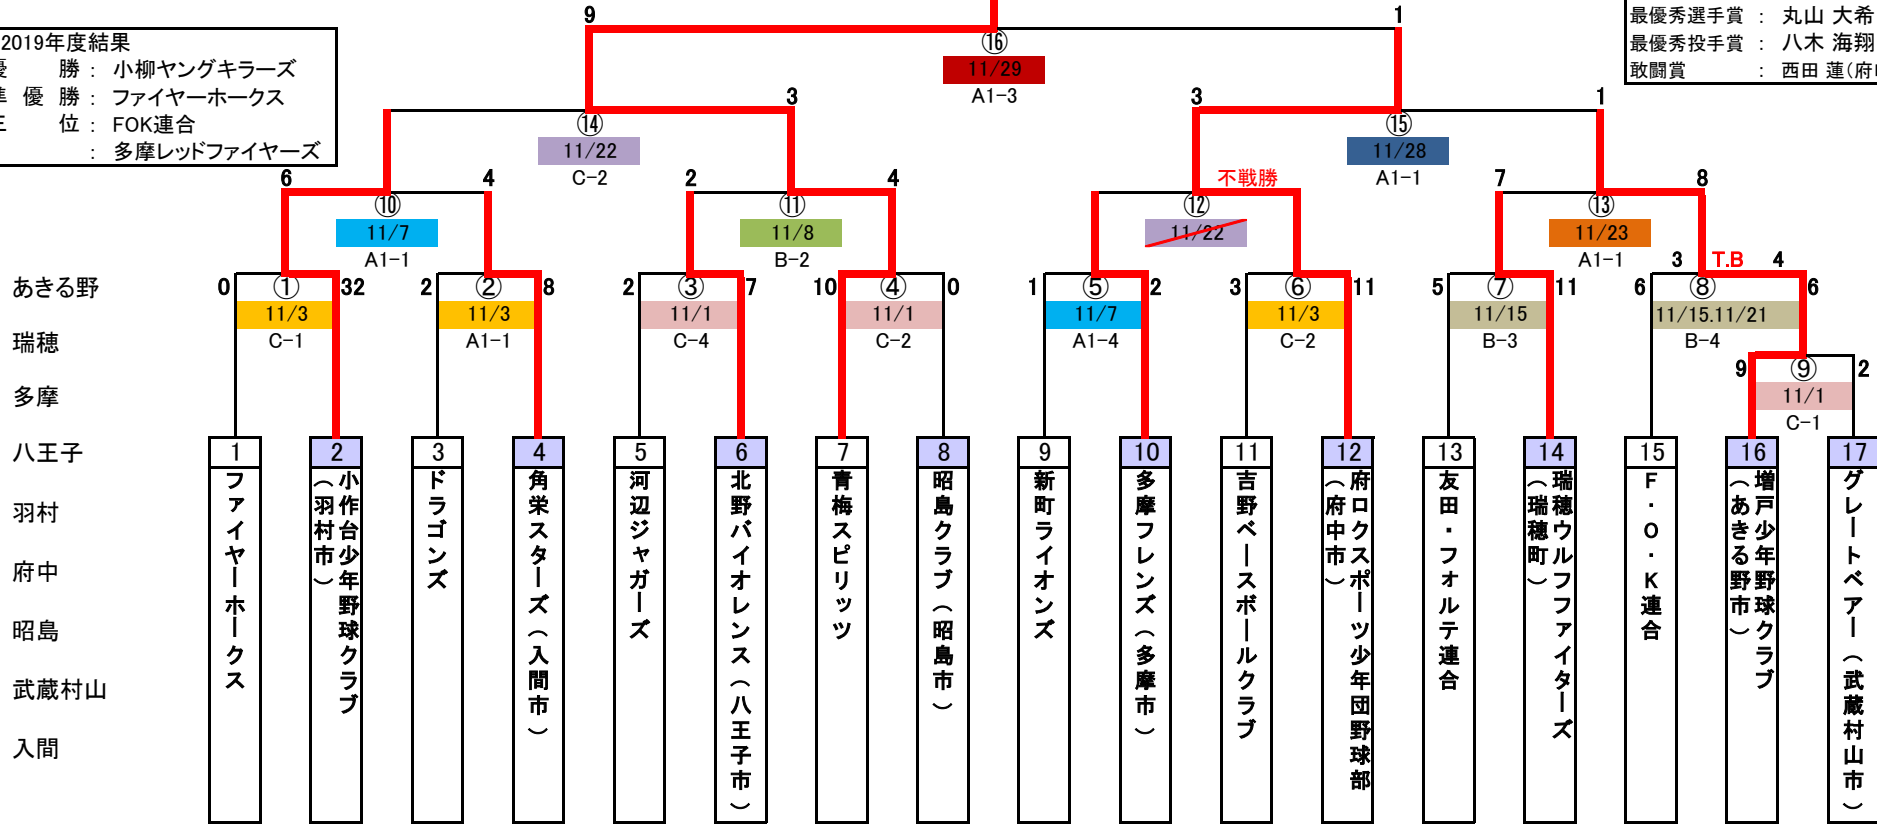 9
1
⑯
11/29
A1-3
最優秀選手賞 ： 丸山 大希
最優秀投手賞 ： 八木 海翔
敢闘賞 ： 西田 蓮(府
2019年度結果
優 勝 ： 小柳ヤングキラーズ
準 優 勝 ： ファイヤーホークス
三 位 ： FOK連合
： 多摩レッドファイヤーズ
3
3
1
⑭
11/22
C-2
⑮
11/28
A1-1
6
4
2
4
不戦勝
7
8
⑩
11/7
A1-1
⑪
11/8
B-2
⑫
11/22
⑬
11/23
A1-1
3
T.B
4
0
①
32
11/3
C-1
2
②
8
11/3
A1-1
2
③
7
11/1
C-4
10
④
0
11/1
C-2
1
⑤
2
11/7
A1-4
3
⑥
11
11/3
C-2
5
⑦
11
11/15
B-3
6
⑧
6
11/15.11/21
B-4
9
⑨
2
11/1
C-1
あきる野
瑞穂
多摩
八王子
羽村
府中
昭島
武蔵村山
入間
1
ファイヤーホークス
2
小作台少年野球クラブ
（羽村市）
3
ドラゴンズ
4
角栄スターズ（入間市）
5
河辺ジャガーズ
6
北野バイオレンス（八王子市）
7
青梅スピリッツ
8
昭島クラブ（昭島市）
9
新町ライオンズ
10
多摩フレンズ（多摩市）
11
吉野ベースボールクラブ
12
府ロクスポーツ少年団野球部
（府中市）
13
友田・フォルテ連合
14
瑞穂ウルフファイターズ
（瑞穂町）
15
F・O・K連合
16
増戸少年野球クラブ
（あきる野市）
17
グレートベアー（武蔵村山市）